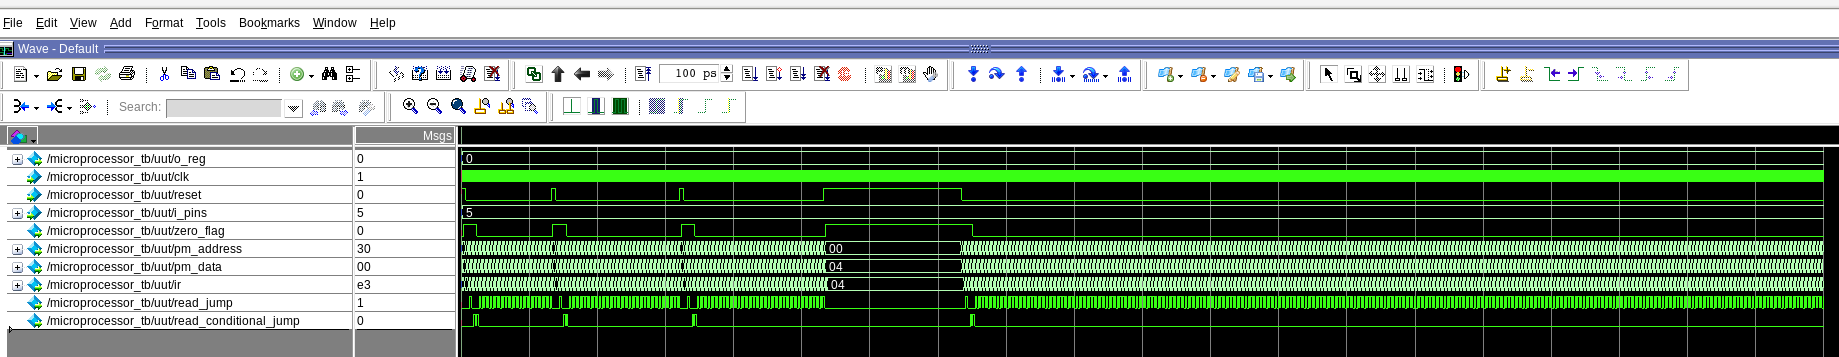 File Edit View Add Format Tools Bookmarks Window Help
Wave - Default
100 ps
Search:
Msgs
/microprocessor_tb/uut/o_reg 0 0
/microprocessor_tb/uut/clk 1
/microprocessor_tb/uut/reset 0
/microprocessor_tb/uut/i_pins 5 5
/microprocessor_tb/uut/zero_flag 0
/microprocessor_tb/uut/pm_address 30 00
/microprocessor_tb/uut/pm_data 00 04
/microprocessor_tb/uut/ir e3 04
/microprocessor_tb/uut/read_jump 1
/microprocessor_tb/uut/read_conditional_jump 0